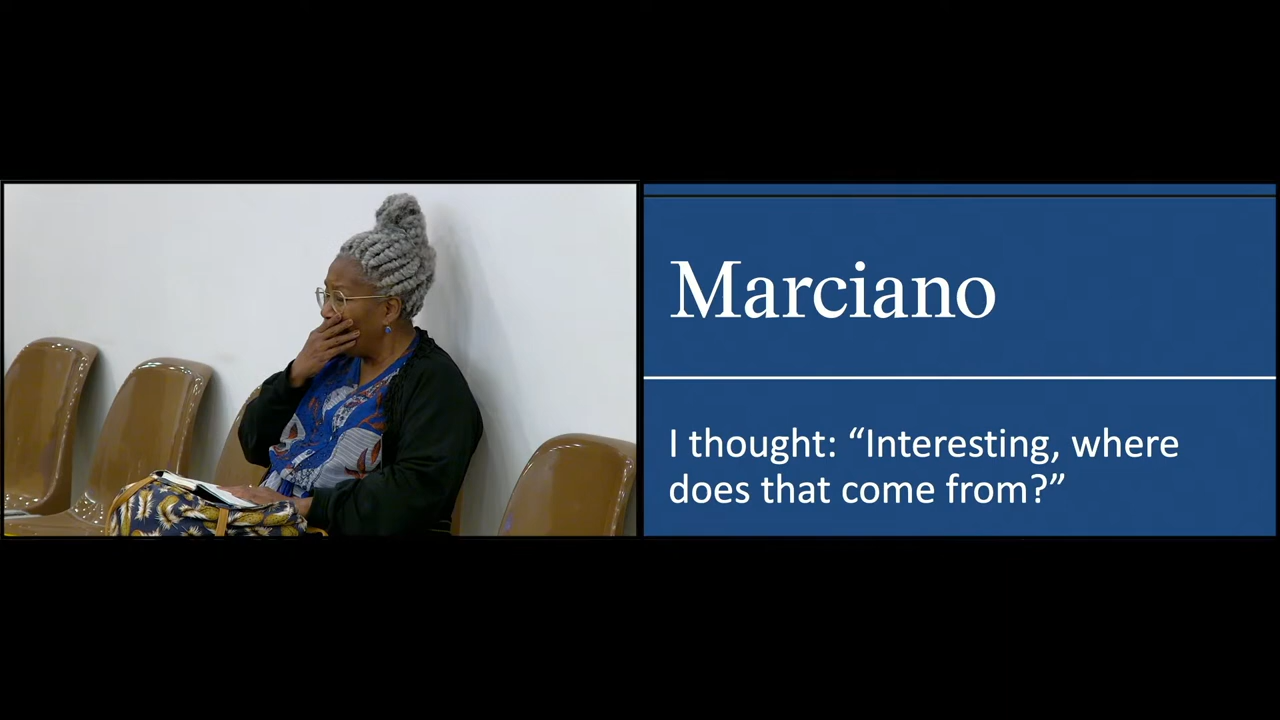 Marciano
I thought: “Interesting, where
does that come from?”